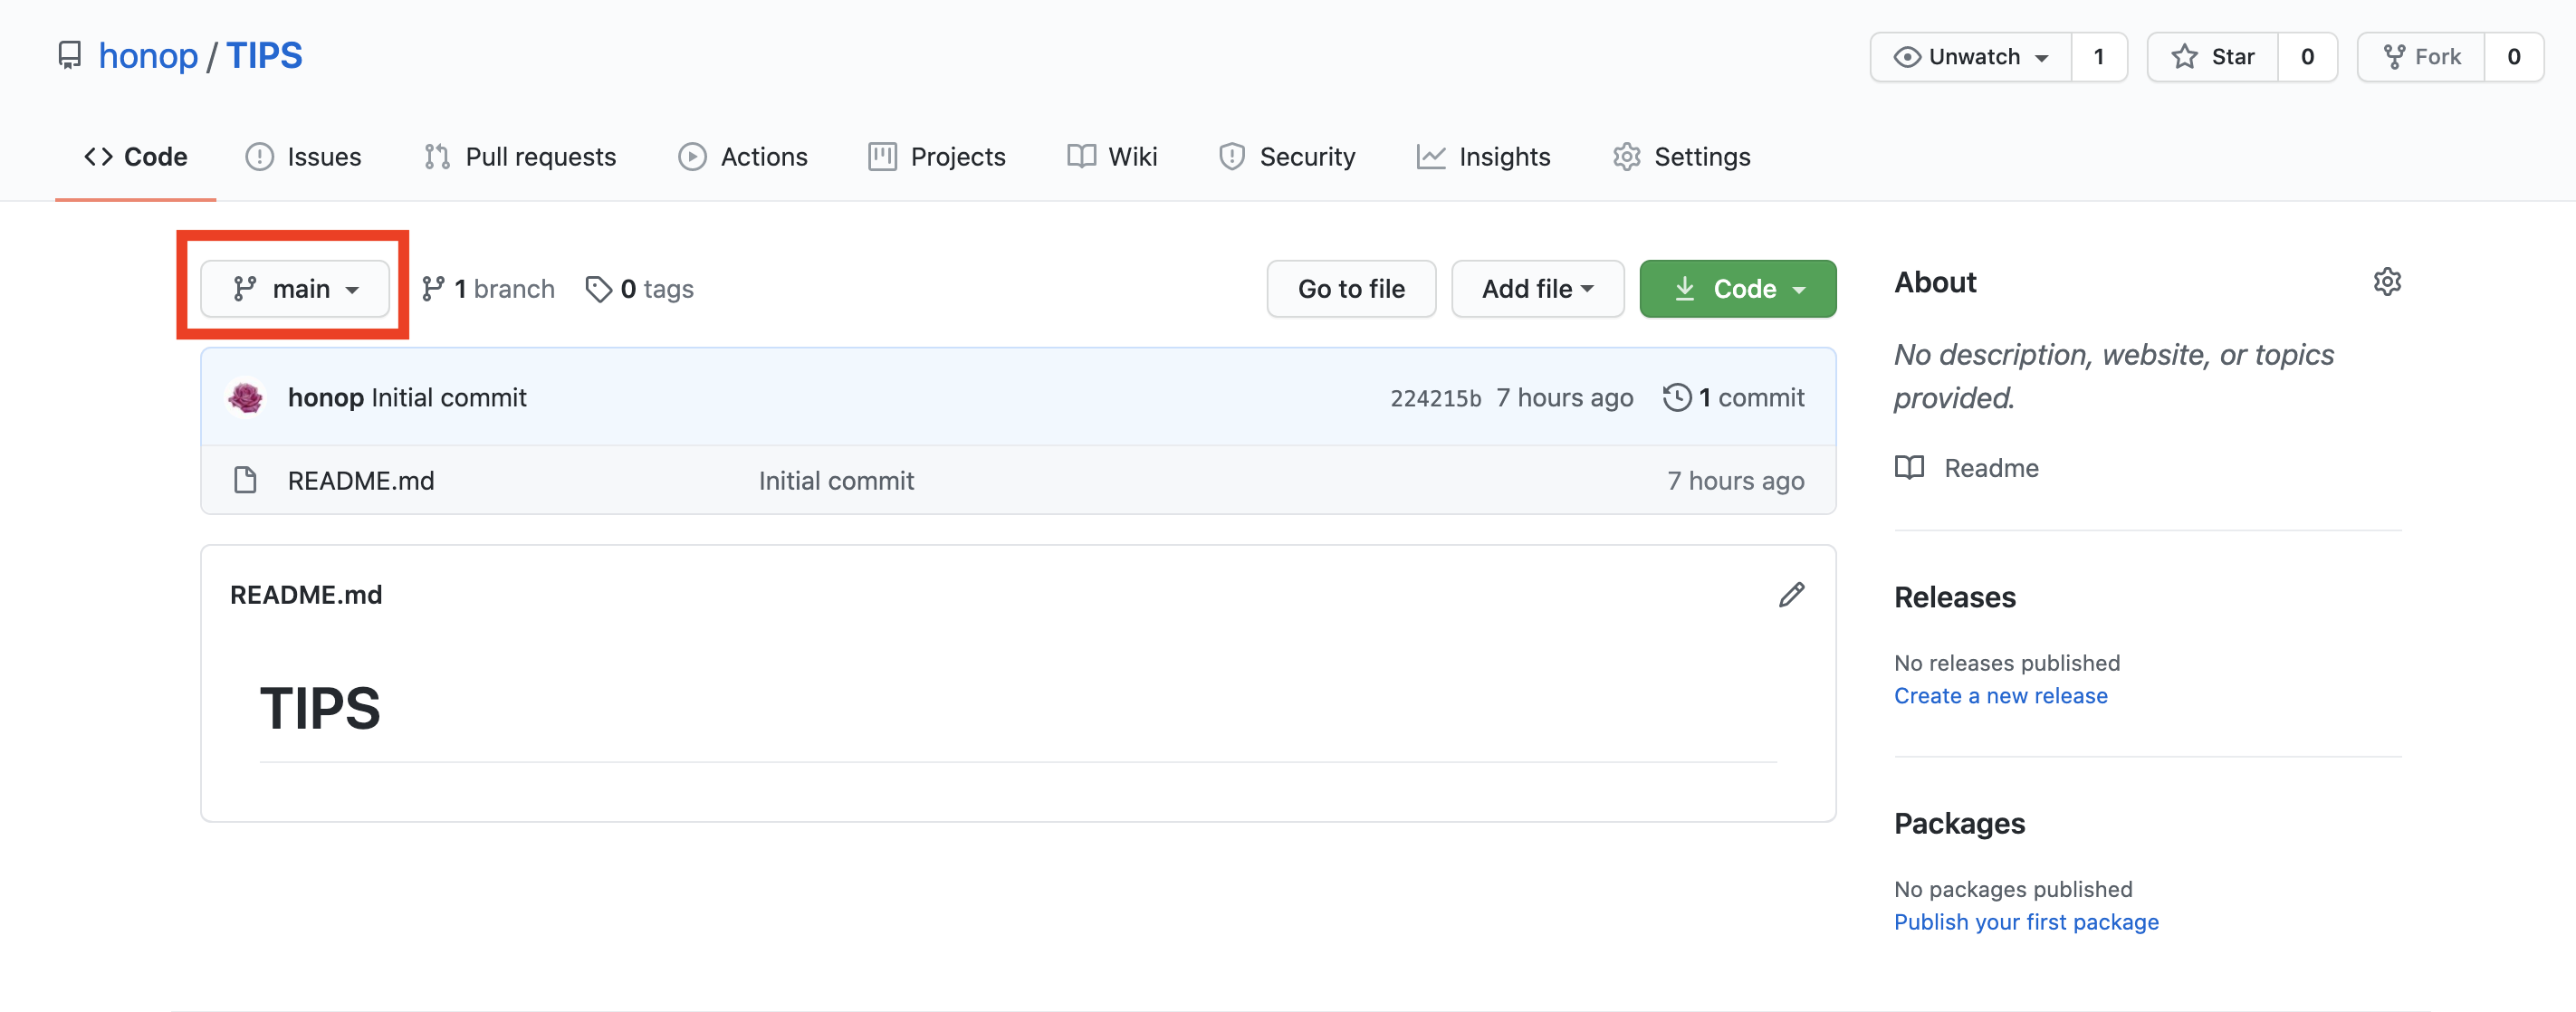 honop / TIPS
Unwatch 1 Star 0 Fork 0
Code Issues Pull requests Actions Projects Wiki Security Insights Settings
main 1 branch 0 tags Go to file Add file Code
honop Initial commit 224215b 7 hours ago 1 commit
README.md Initial commit 7 hours ago
README.md
TIPS
About
No description, website, or topics
provided.
Readme
Releases
No releases published
Create a new release
Packages
No packages published
Publish your first package